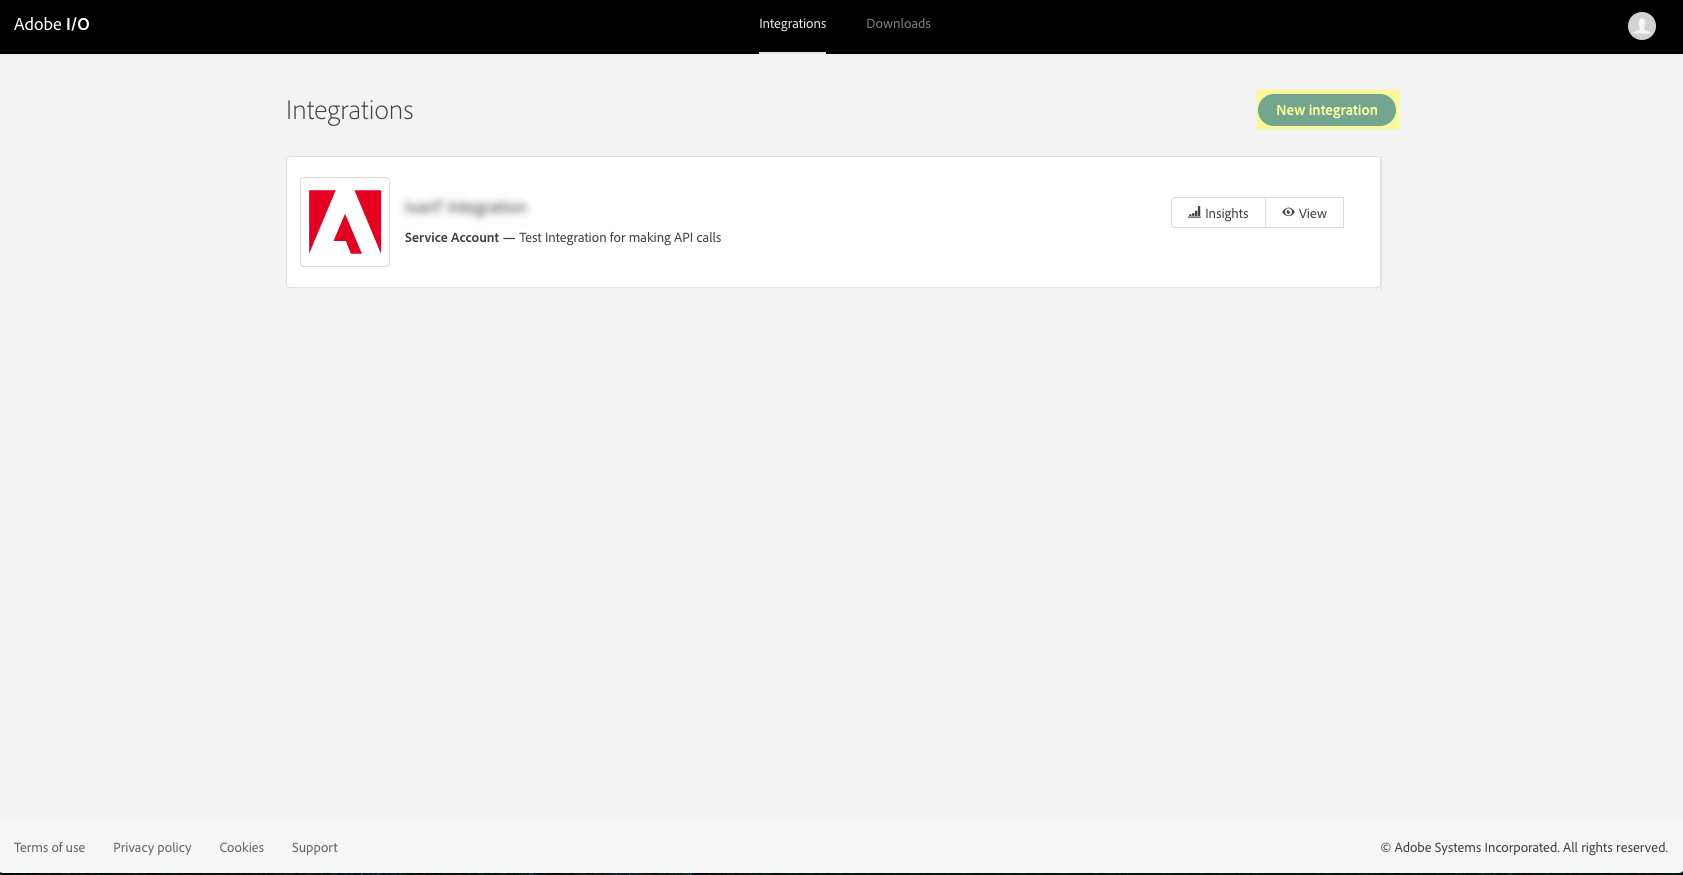 Adobe I/O
Integrations
Downloads
Integrations
New integration
Integration
Service Account — Test Integration for making API calls
Insights
View
Terms of use
Privacy policy
Cookies
Support
© Adobe Systems Incorporated. All rights reserved.